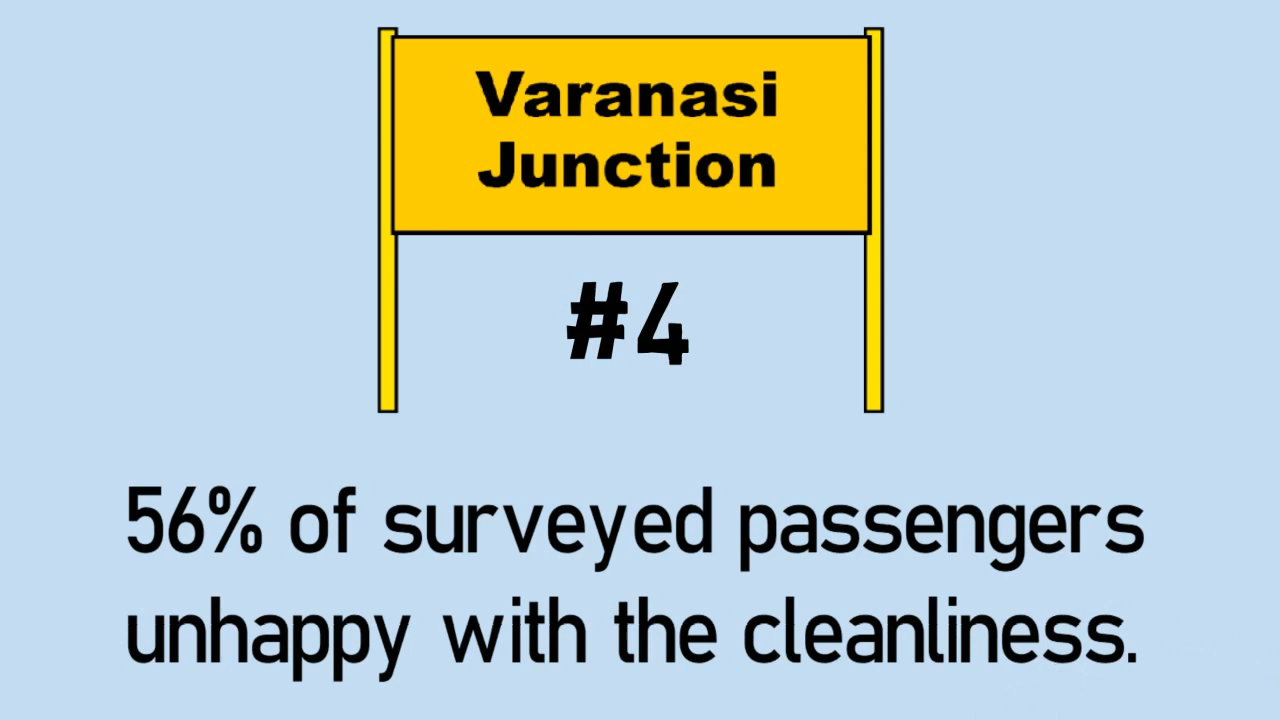 Varanasi
Junction
#4
56% of surveyed passengers
unhappy with the cleanliness.